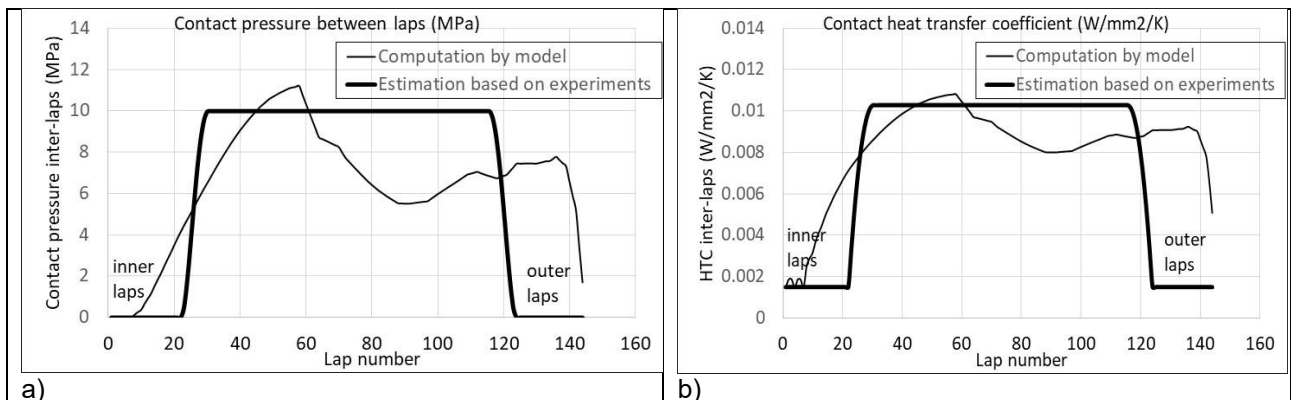 Contact pressure between laps (MPa)
14
12
10
8
6
4
2
0
Contact pressure inter-laps (MPa)
Computation by model
Estimation based on experiments
inner
laps
outer
laps
0 20 40 60 80 100 120 140 160
Lap number
a)
Contact heat transfer coefficient (W/mm2/K)
0.014
0.012
0.01
0.008
0.006
0.004
0.002
0
HTC inter-laps (W/mm2/K)
Computation by model
Estimation based on experiments
inner
laps
outer
laps
0 20 40 60 80 100 120 140 160
Lap number
b)